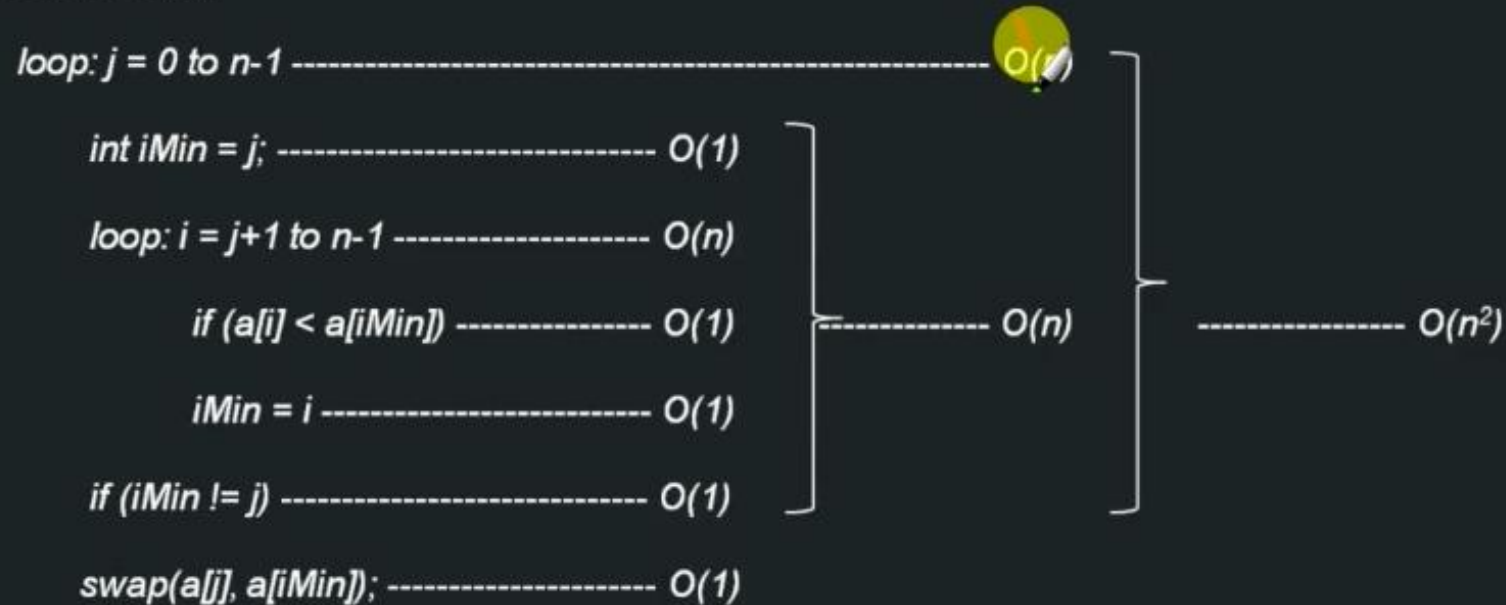 loop: j = 0 to n-1 ---------------------------------------------------------- O(n)
int iMin = j; ------------------------------- O(1)
loop: i = j+1 to n-1 --------------------- O(n)
if (a[i] < a[iMin]) ---------------- O(1) -------------- O(n) ----------------- O(n²)
iMin = i --------------------------- O(1)
if (iMin != j) ------------------------------ O(1)
swap(a[j], a[iMin]); ---------------------- O(1)